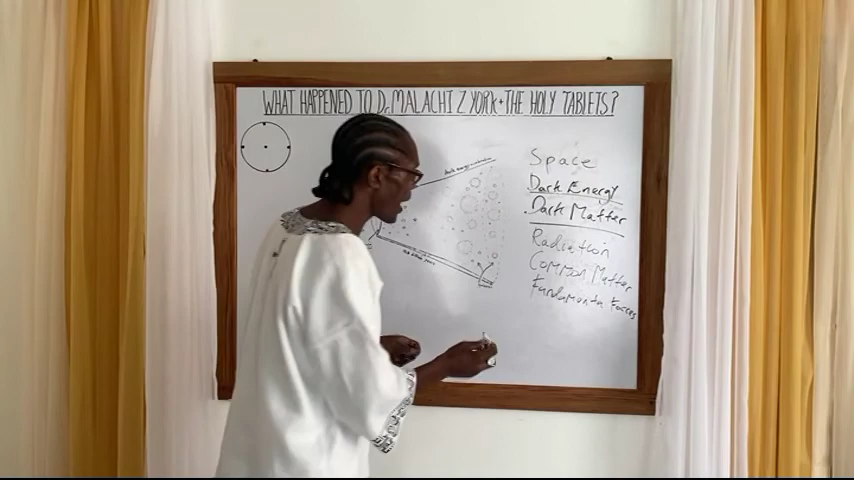 WHAT HAPPENED TO Dr. MALACHI Z YORK + THE HOLY TABLETS?
Space
Dark Energy
Dark Matter
Radiation
Common Matter
Fundamental Forces